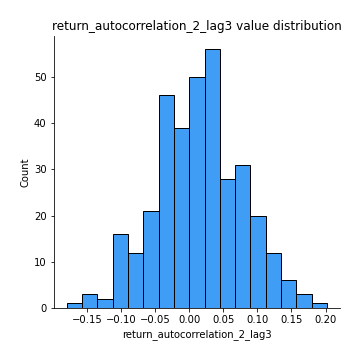 return_autocorrelation_2_lag3 value distribution
Count
50
40
30
20
10
0
−0.15 −0.10 −0.05 0.00 0.05 0.10 0.15 0.20
return_autocorrelation_2_lag3